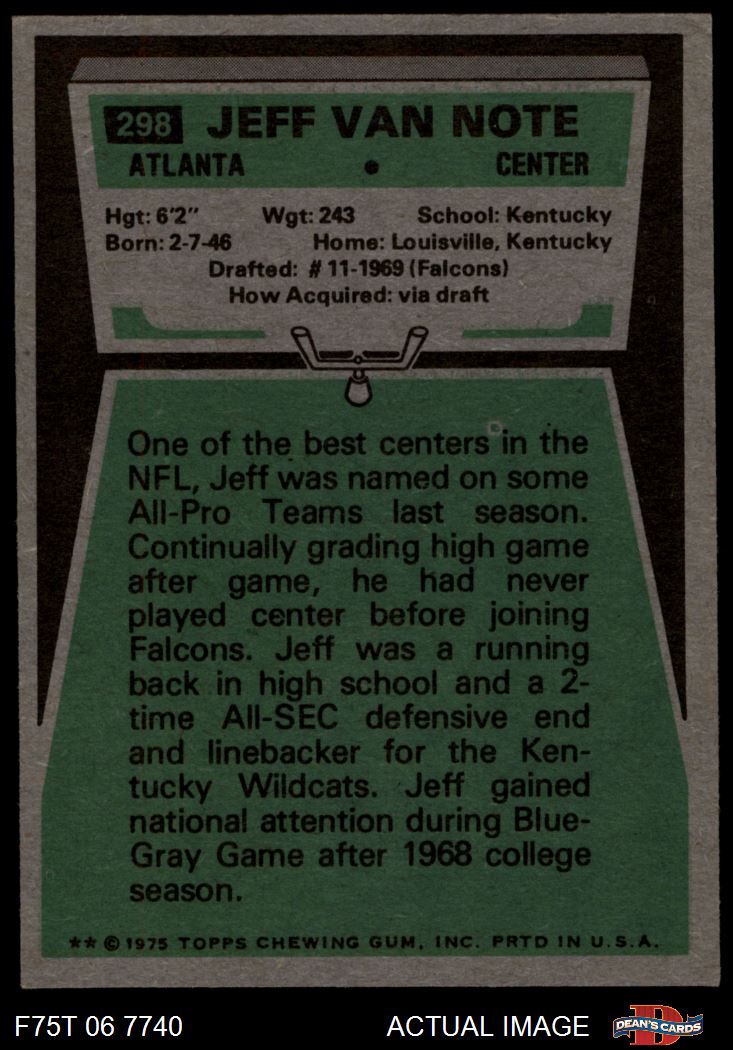 298 JEFF VAN NOTE
ATLANTA • CENTER
Hgt: 6'2" Wgt: 243 School: Kentucky
Born: 2-7-46 Home: Louisville, Kentucky
Drafted: # 11-1969 (Falcons)
How Acquired: via draft
One of the best centers in the
NFL, Jeff was named on some
All-Pro Teams last season.
Continually grading high game
after game, he had never
played center before joining
Falcons. Jeff was a running
back in high school and a 2-
time All-SEC defensive end
and linebacker for the Ken-
tucky Wildcats. Jeff gained
national attention during Blue-
Gray Game after 1968 college
season.
** © 1975 TOPPS CHEWING GUM, INC. PRTD IN U.S.A.
F75T 06 7740 ACTUAL IMAGE D DEAN'S CARDS